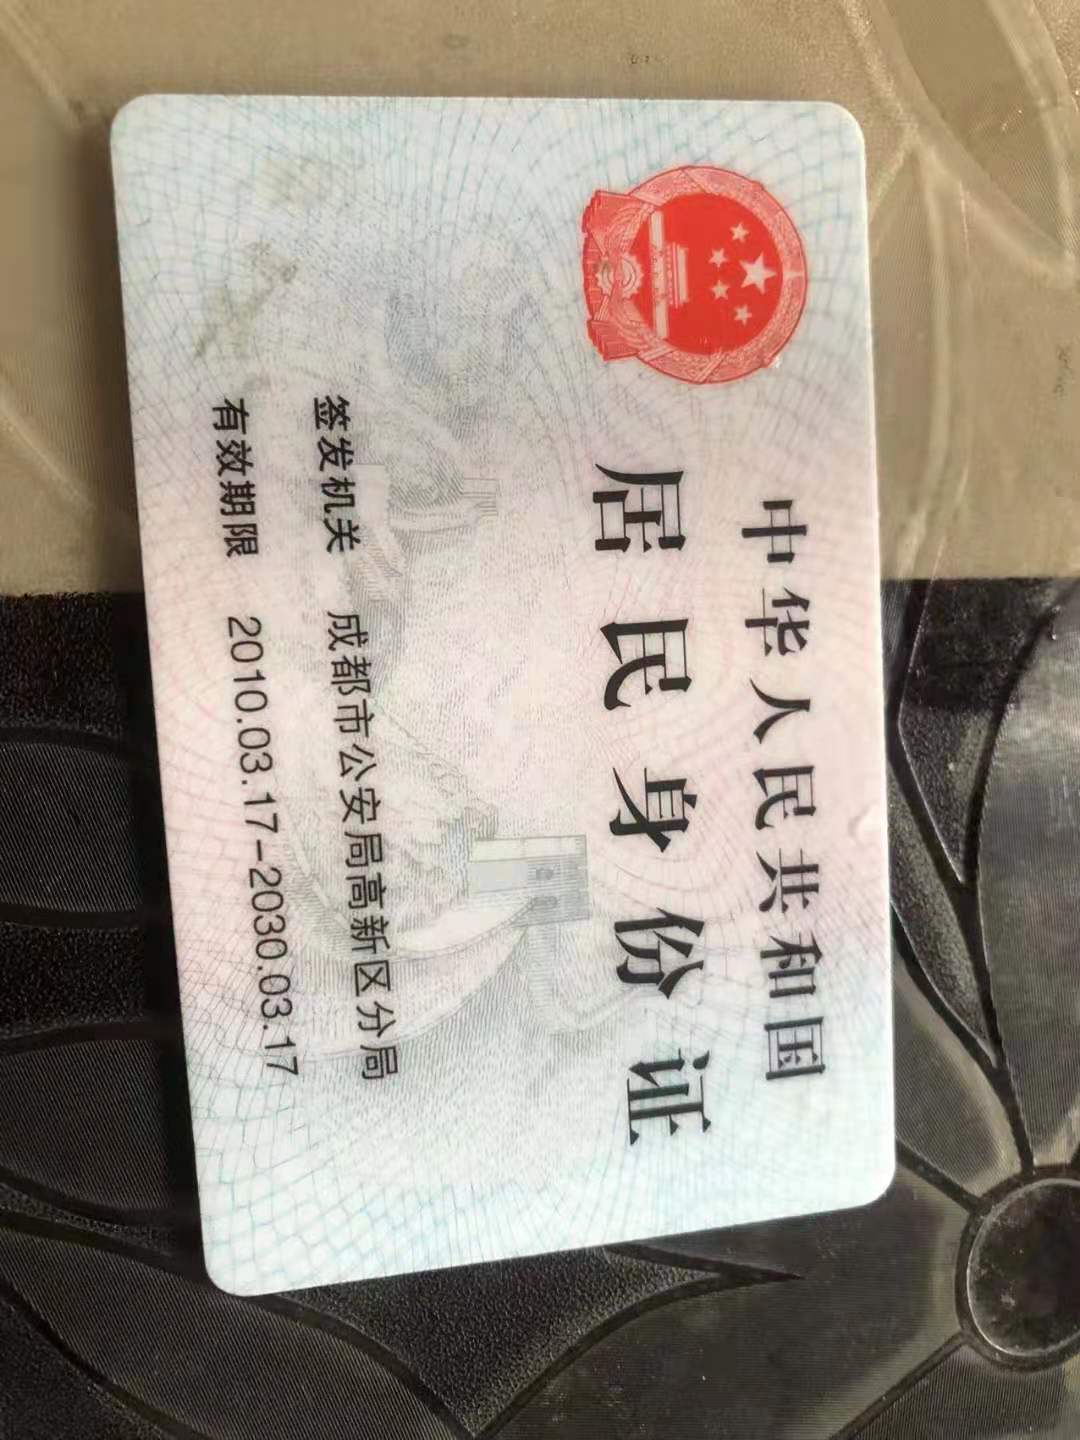 中华人民共和国
居民身份证
签发机关 成都市公安局高新区分局
有效期限 2010.03.17-2030.03.17